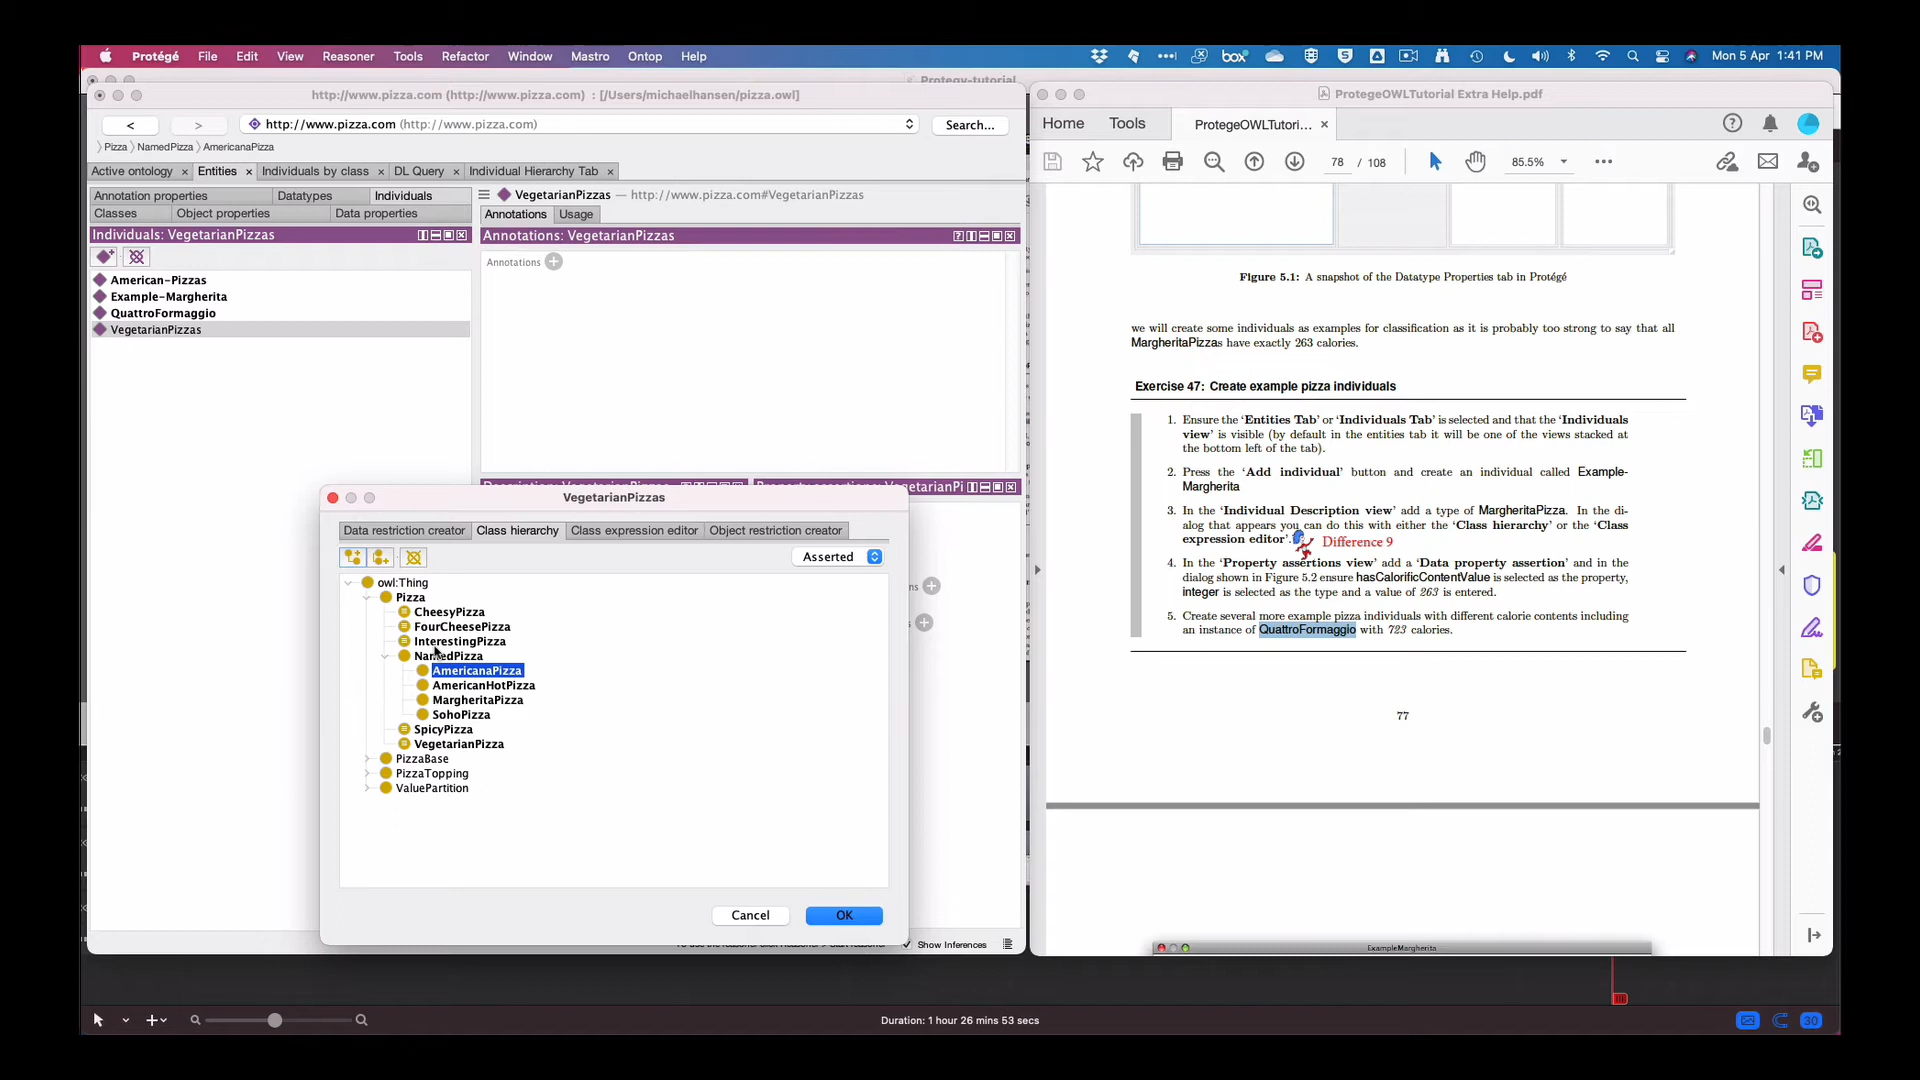 Protégé File Edit View Reasoner Tools Refactor Window Mastro Ontop Help
box Mon 5 Apr 1:41 PM
Protegy-tutorial
http://www.pizza.com (http://www.pizza.com) : [/Users/michaelhansen/pizza.owl]
< > http://www.pizza.com (http://www.pizza.com) Search...
Pizza NamedPizza AmericanaPizza
Active ontology × Entities × Individuals by class × DL Query × Individual Hierarchy Tab ×
Annotation properties Datatypes Individuals
Classes Object properties Data properties
Individuals: VegetarianPizzas
American-Pizzas
Example-Margherita
QuattroFormaggio
VegetarianPizzas
VegetarianPizzas — http://www.pizza.com#VegetarianPizzas
Annotations Usage
Annotations: VegetarianPizzas
Annotations
VegetarianPizzas
Data restriction creator Class hierarchy Class expression editor Object restriction creator
Asserted
owl:Thing
Pizza
CheesyPizza
FourCheesePizza
InterestingPizza
NamedPizza
AmericanaPizza
AmericanHotPizza
MargheritaPizza
SohoPizza
SpicyPizza
VegetarianPizza
PizzaBase
PizzaTopping
ValuePartition
Cancel OK
Show Inferences
ProtegeOWLTutorial Extra Help.pdf
Home Tools ProtegeOWLTutori... ×
78 / 108 85.5%
Figure 5.1: A snapshot of the Datatype Properties tab in Protégé
we will create some individuals as examples for classification as it is probably too strong to say that all
MargheritaPizzas have exactly 263 calories.
Exercise 47: Create example pizza individuals
1. Ensure the ‘Entities Tab’ or ‘Individuals Tab’ is selected and that the ‘Individuals
view’ is visible (by default in the entities tab it will be one of the views stacked at
the bottom left of the tab).
2. Press the ‘Add individual’ button and create an individual called Example-
Margherita
3. In the ‘Individual Description view’ add a type of MargheritaPizza. In the di-
alog that appears you can do this with either the ‘Class hierarchy’ or the ‘Class
expression editor’. Difference 9
4. In the ‘Property assertions view’ add a ‘Data property assertion’ and in the
dialog shown in Figure 5.2 ensure hasCalorificContentValue is selected as the property,
integer is selected as the type and a value of 263 is entered.
5. Create several more example pizza individuals with different calorie contents including
an instance of QuattroFormaggio with 723 calories.
77
ExampleMargherita
Duration: 1 hour 26 mins 53 secs
30